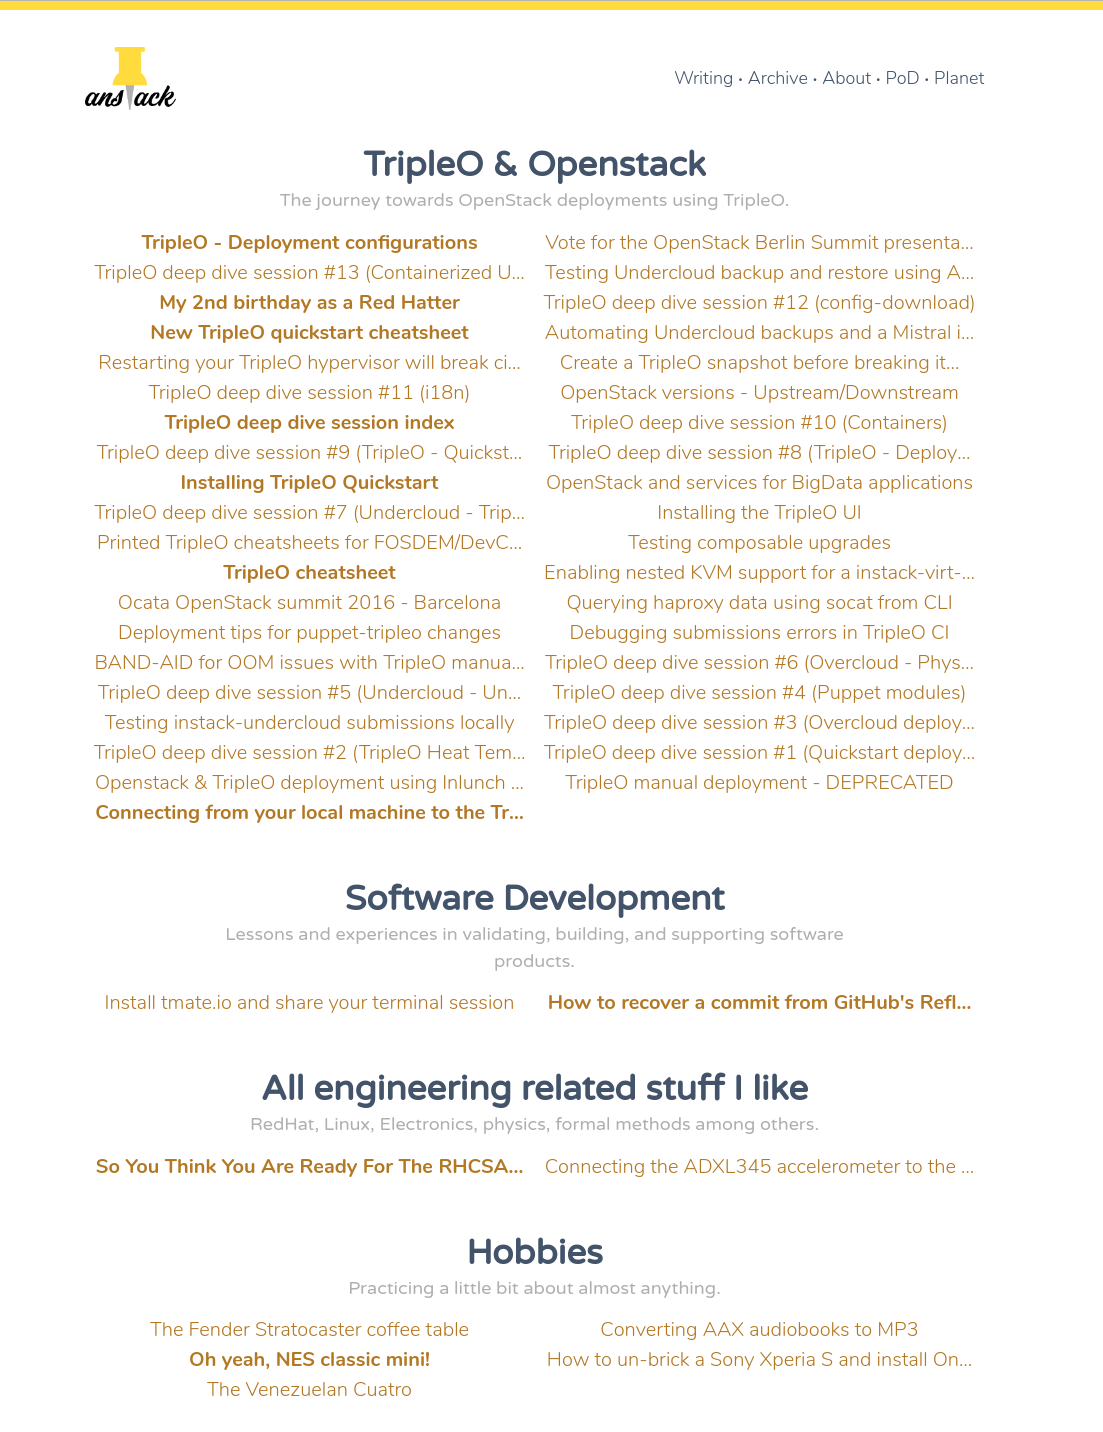 anstack
Writing • Archive • About • PoD • Planet
TripleO & Openstack
The journey towards OpenStack deployments using TripleO.
TripleO - Deployment configurations
Vote for the OpenStack Berlin Summit presenta...
TripleO deep dive session #13 (Containerized U...
Testing Undercloud backup and restore using A...
My 2nd birthday as a Red Hatter
TripleO deep dive session #12 (config-download)
New TripleO quickstart cheatsheet
Automating Undercloud backups and a Mistral i...
Restarting your TripleO hypervisor will break ci...
Create a TripleO snapshot before breaking it...
TripleO deep dive session #11 (i18n)
OpenStack versions - Upstream/Downstream
TripleO deep dive session index
TripleO deep dive session #10 (Containers)
TripleO deep dive session #9 (TripleO - Quickst...
TripleO deep dive session #8 (TripleO - Deploy...
Installing TripleO Quickstart
OpenStack and services for BigData applications
TripleO deep dive session #7 (Undercloud - Trip...
Installing the TripleO UI
Printed TripleO cheatsheets for FOSDEM/DevC...
Testing composable upgrades
TripleO cheatsheet
Enabling nested KVM support for a instack-virt-...
Ocata OpenStack summit 2016 - Barcelona
Querying haproxy data using socat from CLI
Deployment tips for puppet-tripleo changes
Debugging submissions errors in TripleO CI
BAND-AID for OOM issues with TripleO manua...
TripleO deep dive session #6 (Overcloud - Phys...
TripleO deep dive session #5 (Undercloud - Un...
TripleO deep dive session #4 (Puppet modules)
Testing instack-undercloud submissions locally
TripleO deep dive session #3 (Overcloud deploy...
TripleO deep dive session #2 (TripleO Heat Tem...
TripleO deep dive session #1 (Quickstart deploy...
Openstack & TripleO deployment using Inlunch ...
TripleO manual deployment - DEPRECATED
Connecting from your local machine to the Tr...
Software Development
Lessons and experiences in validating, building, and supporting software
products.
Install tmate.io and share your terminal session
How to recover a commit from GitHub's Refl...
All engineering related stuff I like
RedHat, Linux, Electronics, physics, formal methods among others.
So You Think You Are Ready For The RHCSA...
Connecting the ADXL345 accelerometer to the ...
Hobbies
Practicing a little bit about almost anything.
The Fender Stratocaster coffee table
Converting AAX audiobooks to MP3
Oh yeah, NES classic mini!
How to un-brick a Sony Xperia S and install On...
The Venezuelan Cuatro